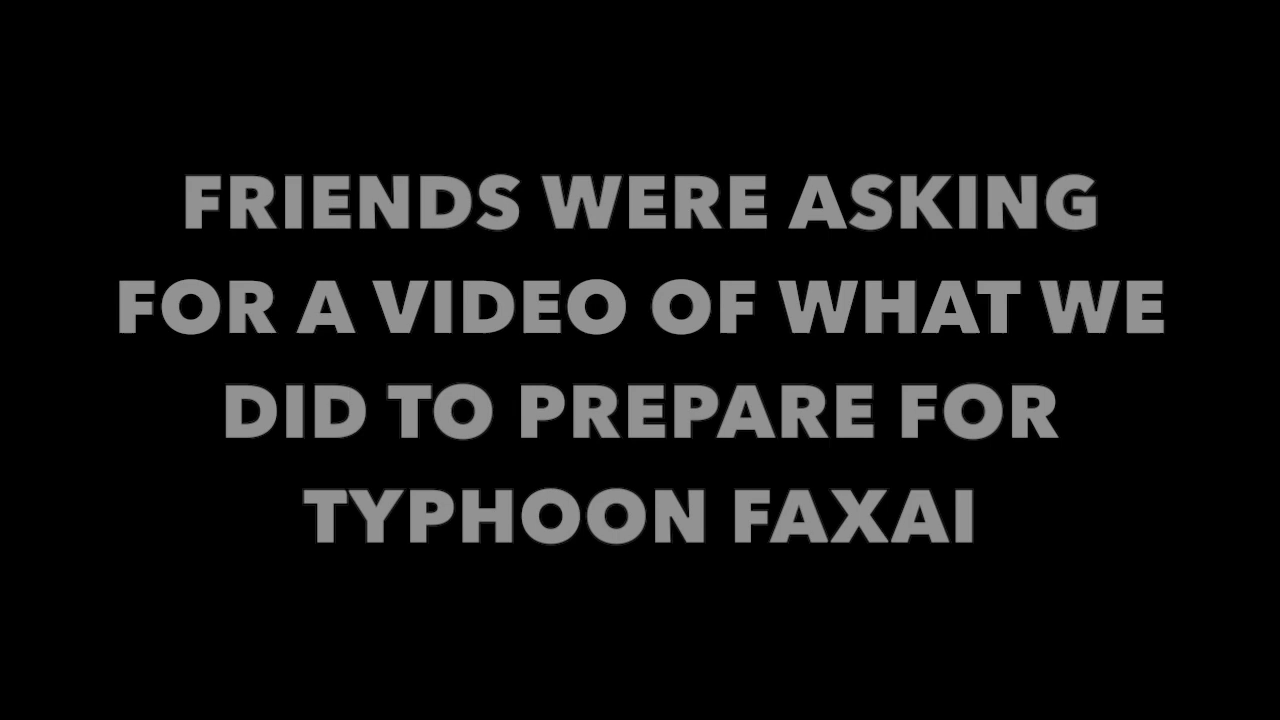 FRIENDS WERE ASKING
FOR A VIDEO OF WHAT WE
DID TO PREPARE FOR
TYPHOON FAXAI